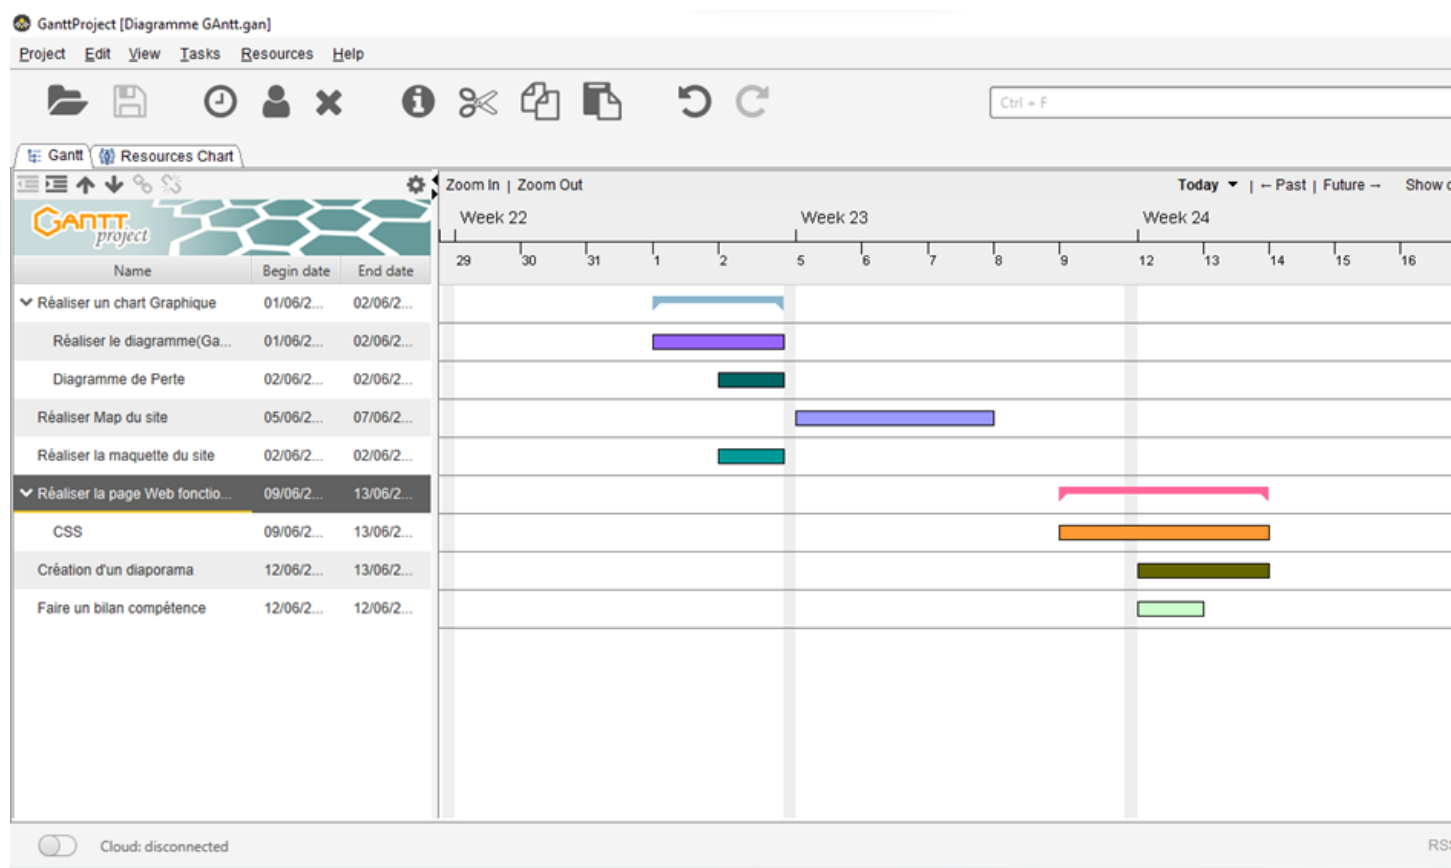 GanttProject [Diagramme GAntt.gan]
Project Edit View Tasks Resources Help
Ctrl + F
Gantt Resources Chart
Zoom In | Zoom Out Today ▼ | ← Past | Future → Show
GANTT project
Week 22 Week 23 Week 24
29 30 31 1 2 5 6 7 8 9 12 13 14 15 16
Name Begin date End date
Réaliser un chart Graphique 01/06/2... 02/06/2...
Réaliser le diagramme(Ga... 01/06/2... 02/06/2...
Diagramme de Perte 02/06/2... 02/06/2...
Réaliser Map du site 05/06/2... 07/06/2...
Réaliser la maquette du site 02/06/2... 02/06/2...
Réaliser la page Web fonctio... 09/06/2... 13/06/2...
CSS 09/06/2... 13/06/2...
Création d'un diaporama 12/06/2... 13/06/2...
Faire un bilan compétence 12/06/2... 12/06/2...
Cloud: disconnected